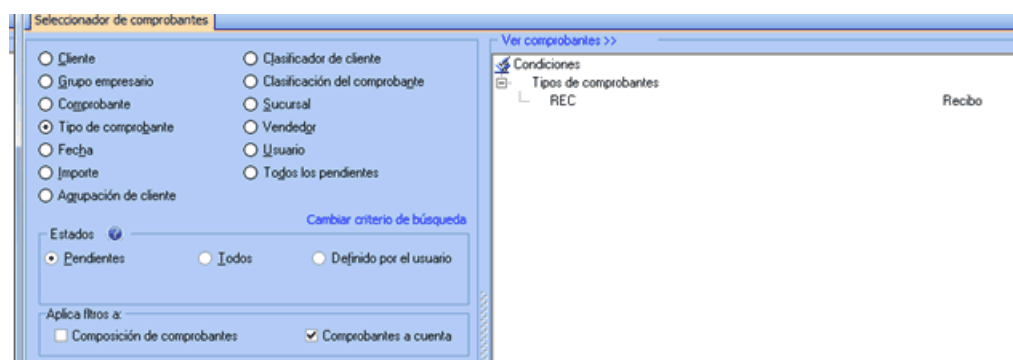 Seleccionador de comprobantes
Cliente
Grupo empresario
Comprobante
Tipo de comprobante
Fecha
Importe
Agrupación de cliente
Clasificador de cliente
Clasificación del comprobante
Sucursal
Vendedor
Usuario
Todos los pendientes
Cambiar criterio de búsqueda
Estados
Pendientes Todos Definido por el usuario
Aplica filtros a:
Composición de comprobantes Comprobantes a cuenta
Ver comprobantes >>
Condiciones
Tipos de comprobantes
REC Recibo